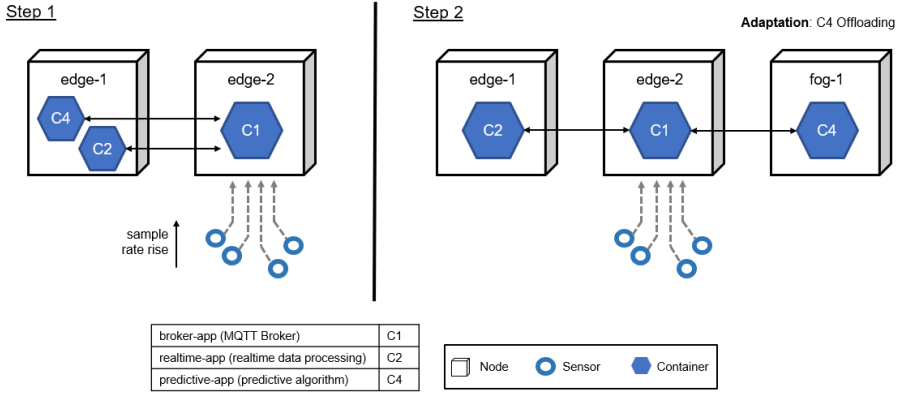 Step 1
edge-1
edge-2
C4
C2
C1
sample
rate rise
Step 2
Adaptation: C4 Offloading
edge-1
edge-2
fog-1
C2
C1
C4
broker-app (MQTT Broker) C1
realtime-app (realtime data processing) C2
predictive-app (predictive algorithm) C4
Node Sensor Container